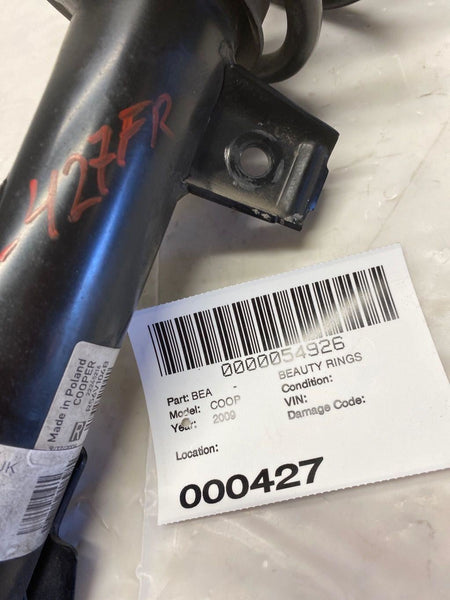 427FR
Made in Poland
COOPER
UK
0000054926
Part: BEA - BEAUTY RINGS
Model: COOP Condition:
Year: 2009 VIN:
Damage Code:
Location:
000427